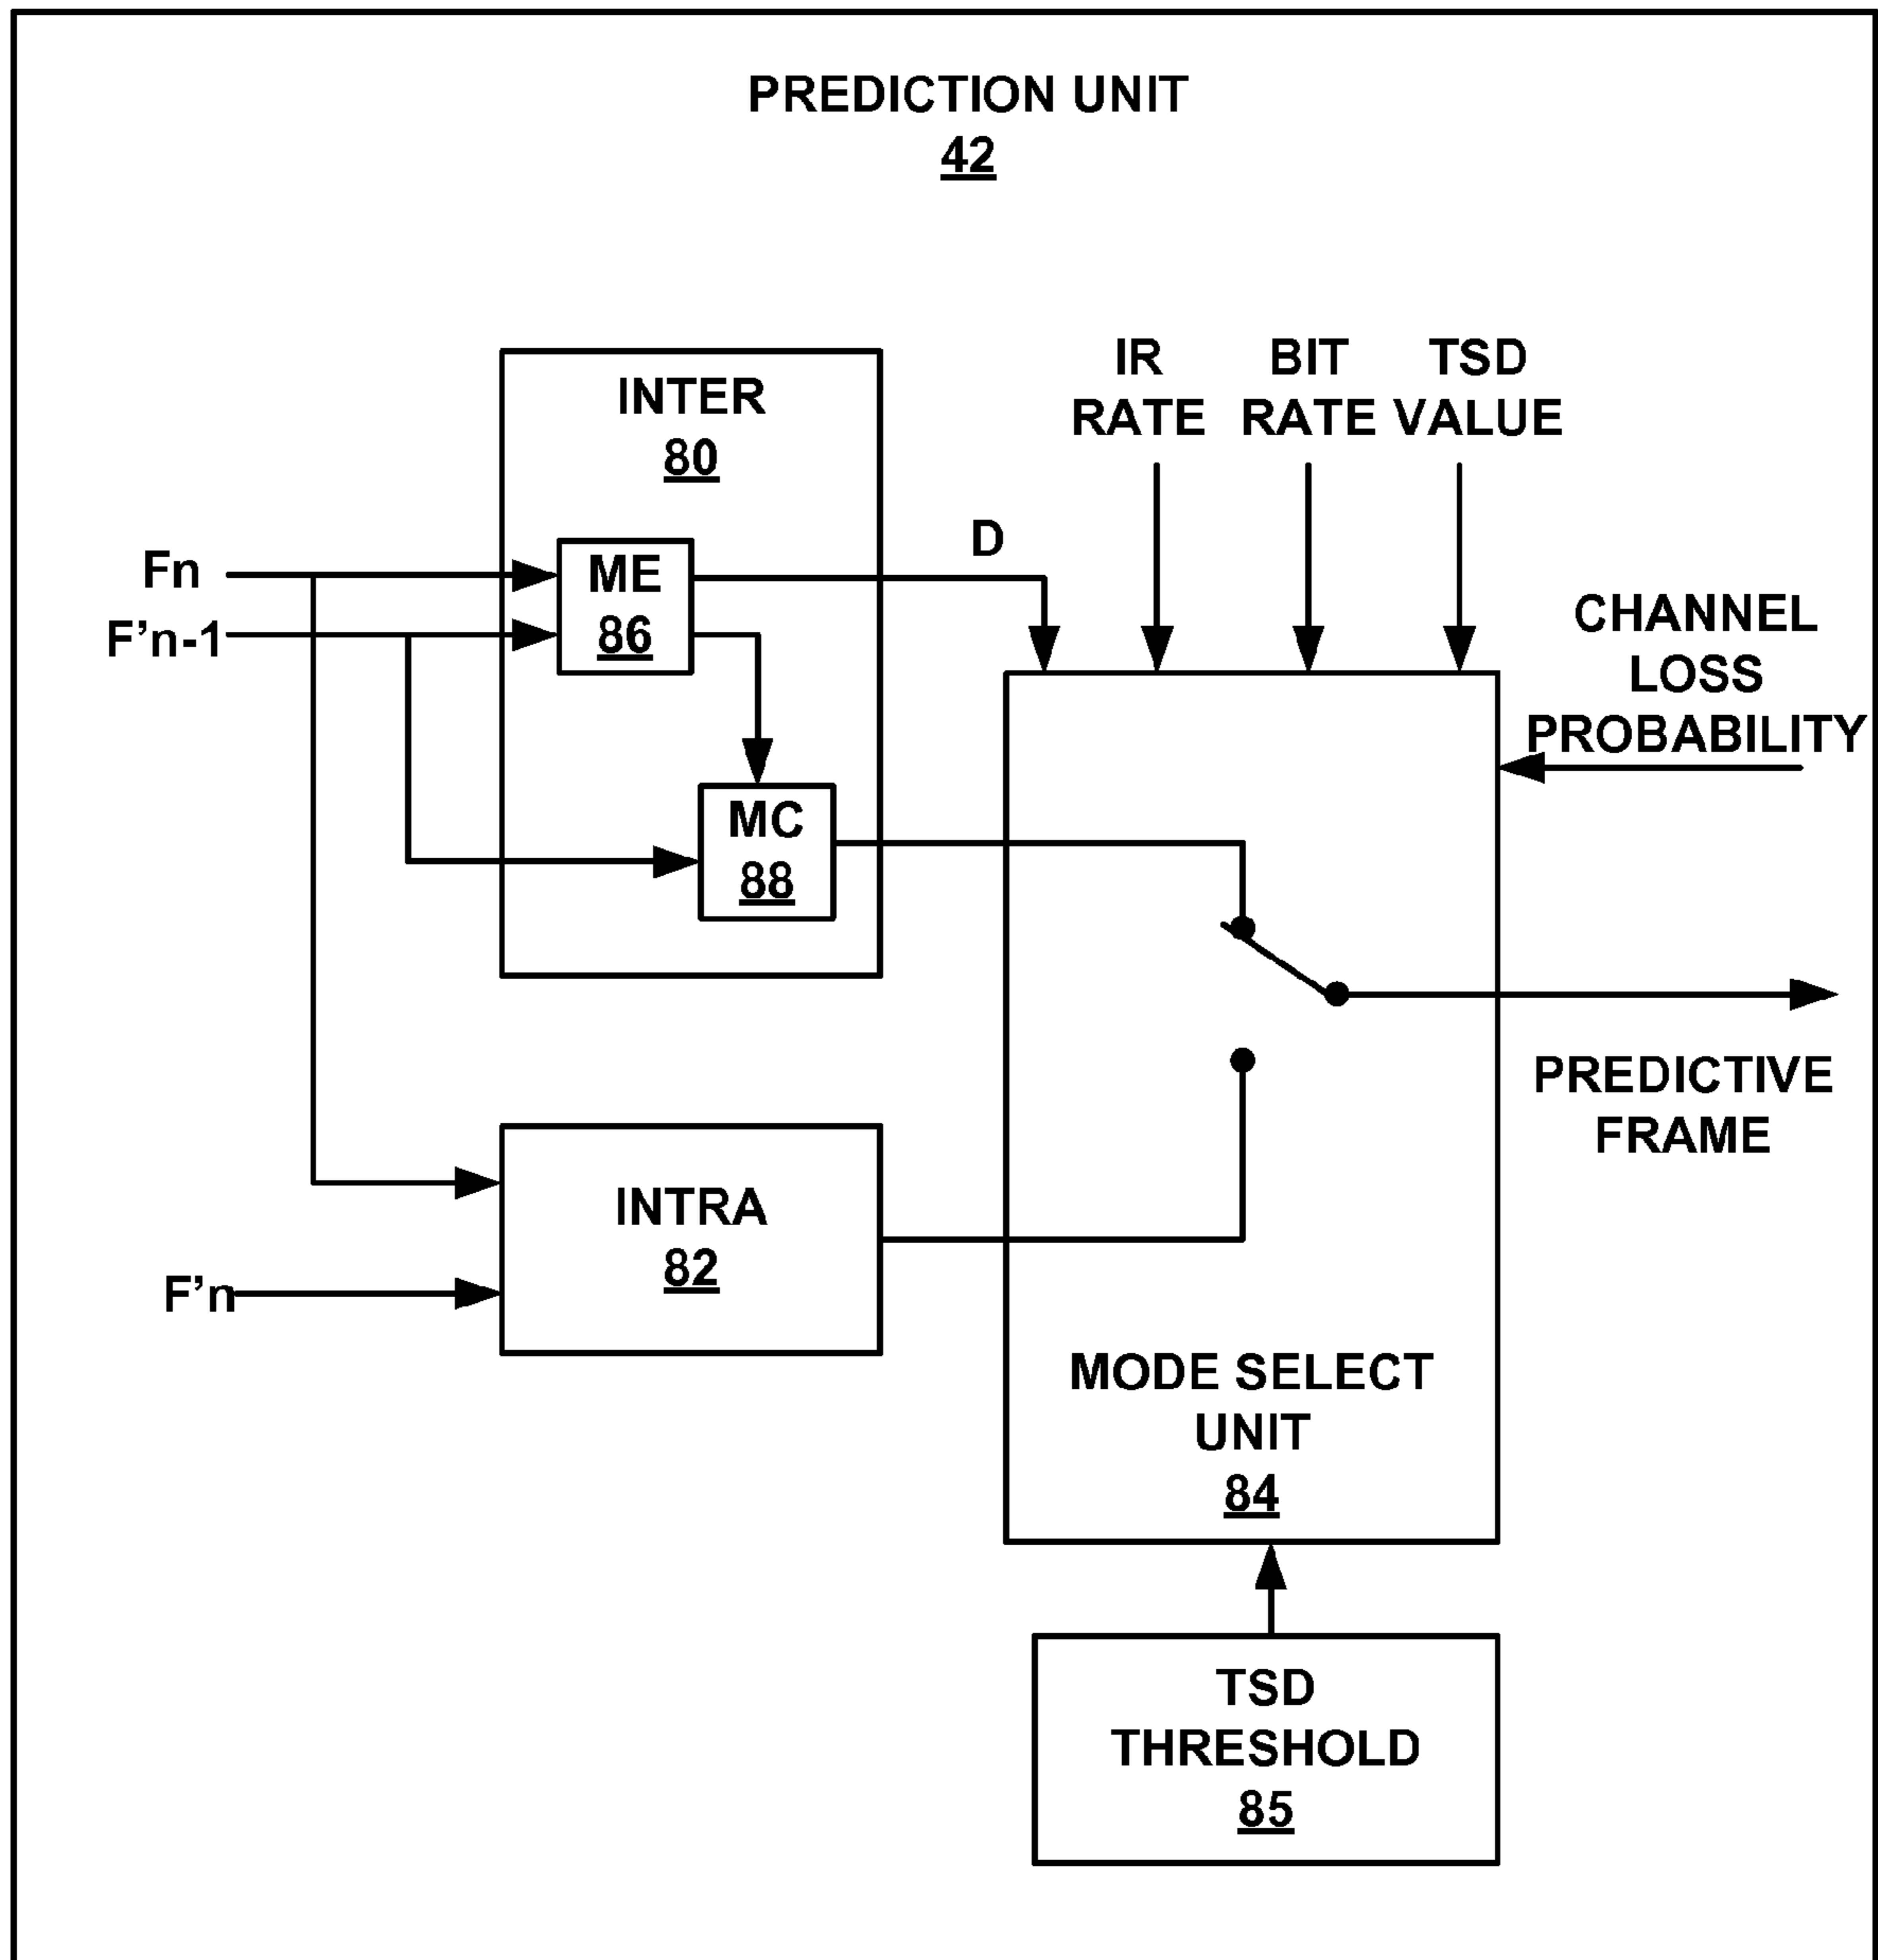 PREDICTION UNIT
42
INTER
80
IR
RATE
BIT
RATE
TSD
VALUE
D
Fn
F'n-1
ME
86
MC
88
CHANNEL
LOSS
PROBABILITY
PREDICTIVE
FRAME
INTRA
82
F'n
MODE SELECT
UNIT
84
TSD
THRESHOLD
85